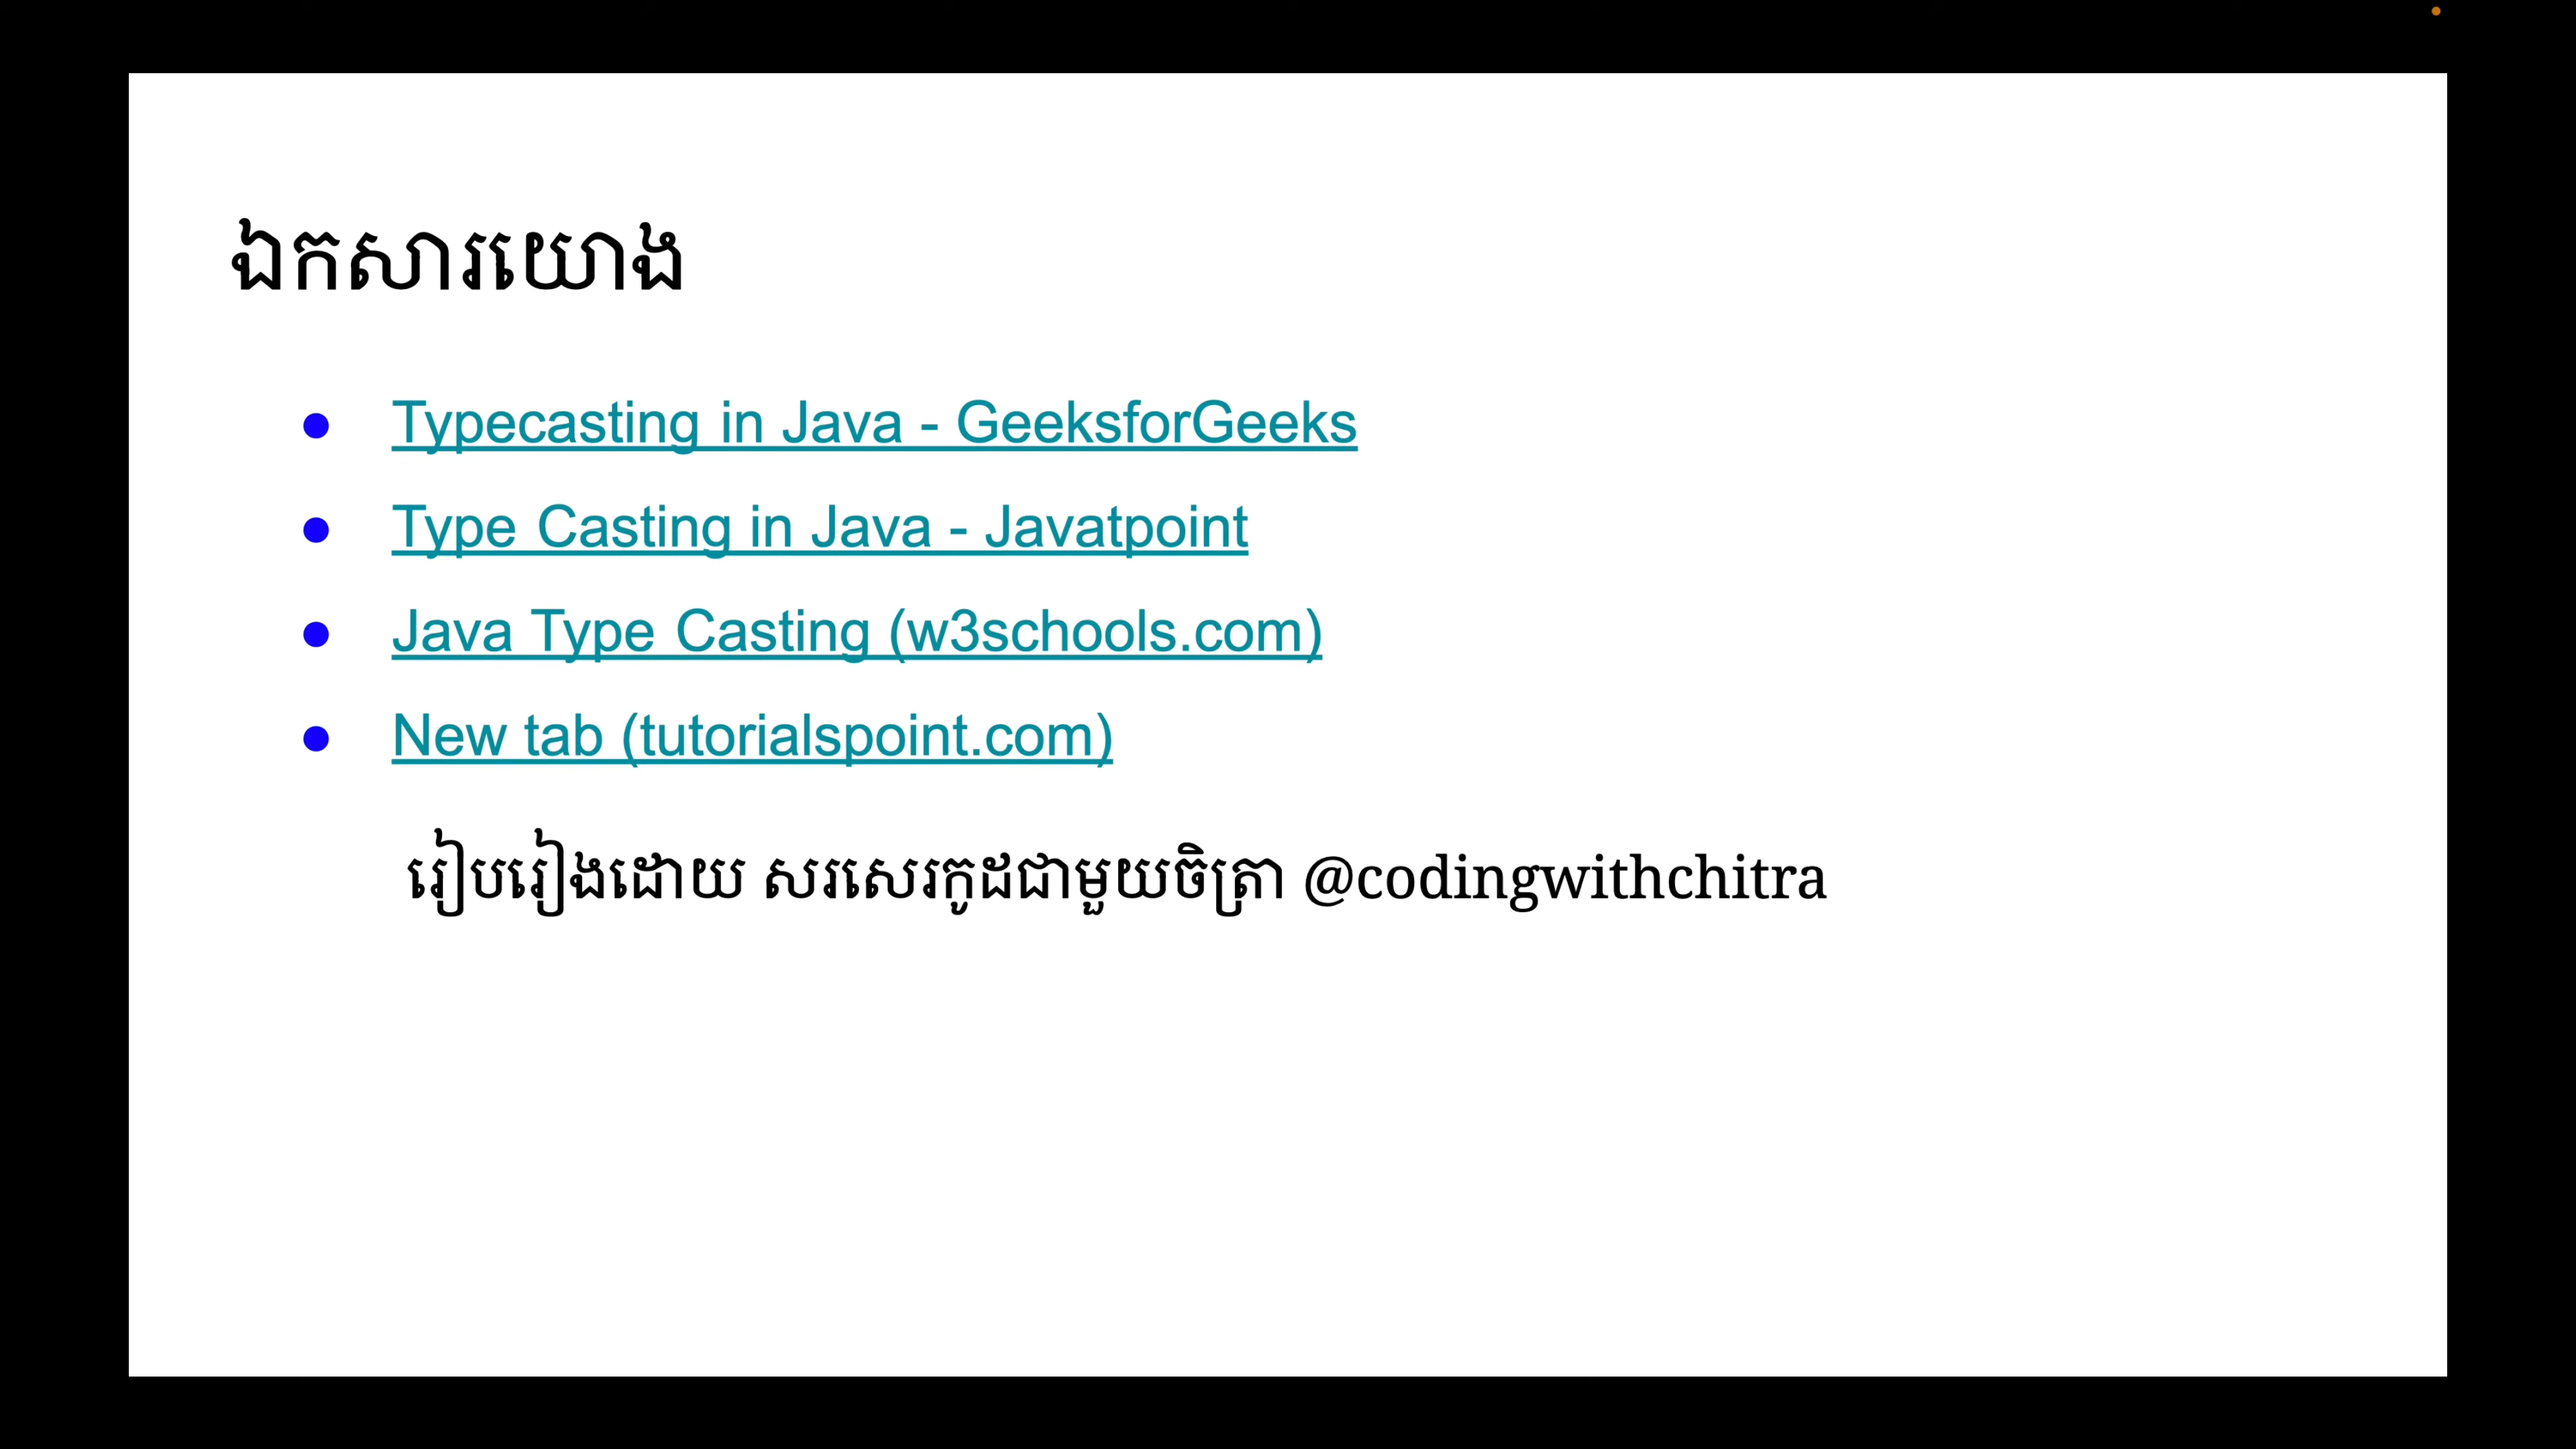 ឯកសារយោង
Typecasting in Java - GeeksforGeeks
Type Casting in Java - Javatpoint
Java Type Casting (w3schools.com)
New tab (tutorialspoint.com)
រៀបរៀងដោយ សរសេរកូដជាមួយចិត្រា @codingwithchitra